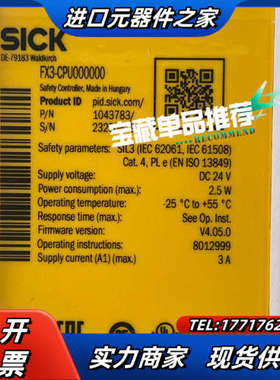 进口元器件之家
SICK
DE-79183 Waldkirch
FX3-CPU000000
Safety Controller, Made in Hungary
Product ID pid.sick.com/
P/N 1043783/
S/N 232
宝藏单品推荐
RECOMMEND
Safety parameters: SIL3 (IEC 62061, IEC 61508)
Cat. 4, PL e (EN ISO 13849)
Supply voltage: DC 24 V
Power consumption (max.): 2.5 W
Operating temperature: -25 °C to +55 °C
Response time (max.): See Op. Inst.
Firmware version: V4.05.0
Operating instructions: 8012999
Supply current (A1) (max.) 3 A
可开票
TEL:1771762
实力商家 现货供